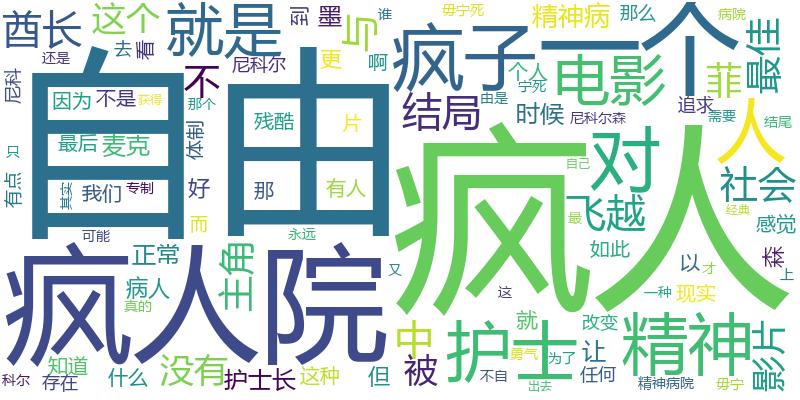 酋长
这个
就是
到
墨
与
谁
毋宁死
精神病
那么
病院
还是
去
看
不
尼科尔
更
啊
疯子
一个
个人
电影
菲
最佳
尼科
自由
因为
不是
那个
获得
残酷
片
结局
宁死
时候
由是
尼科尔森
追求
需要
人
结尾
最后
麦克
体制
疯人
对
自己
社会
只
有点
其实
我们
专制
好
而
那
有人
飞越
最
经典
感觉
可能
永远
如此
森
上
疯人院
正常
主角
病人
真的
又
这
以
才
一种
现实
中
护士
就
勇气
改变
为了
让
精神
影片
知道
没有
被
科尔
存在
什么
护士长
这种
但
不自
出去
任何
精神病院
毋宁